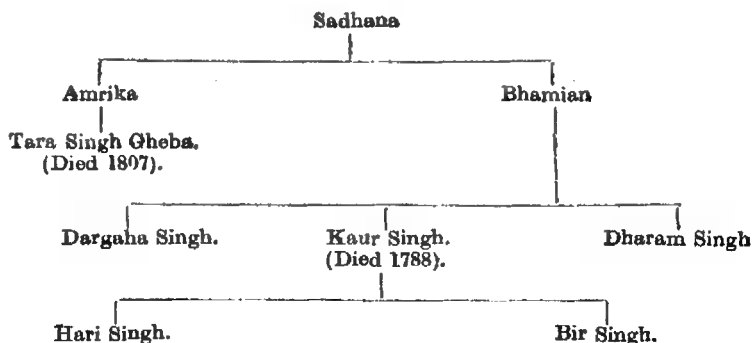 Sadhana
Amrika Bhamian
Tara Singh Gheba.
(Died 1807).
Dargaha Singh. Kaur Singh. Dharam Singh
(Died 1788).
Hari Singh. Bir Singh.